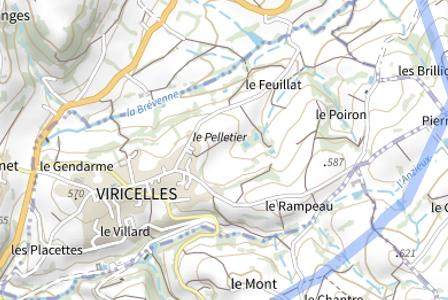 nges
la Brévenne
le Feuillat
les Brillic
le Poiron
Pierr
le Pelletier
.587
net
le Gendarme
l'Anzieux
570
VIRICELLES
le Rampeau
le C
55
le Villard
les Placettes
.621
le Mont
le Chantre